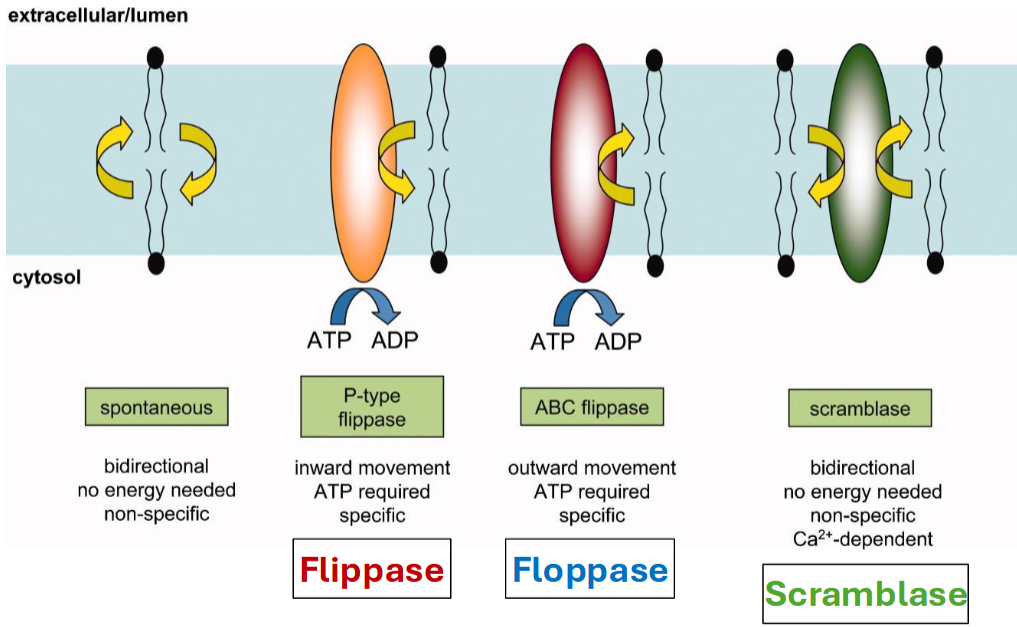 extracellular/lumen
cytosol
ATP ADP
ATP ADP
spontaneous
P-type
flippase
ABC flippase
scramblase
bidirectional
no energy needed
non-specific
inward movement
ATP required
specific
outward movement
ATP required
specific
bidirectional
no energy needed
non-specific
Ca²⁺-dependent
Flippase
Floppase
Scramblase